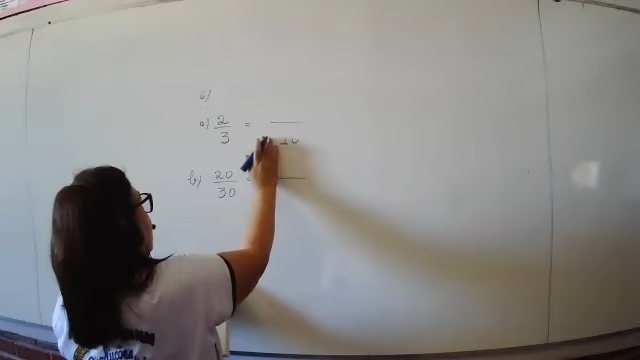 6)
a) 2/3 =
b) 20/30 =